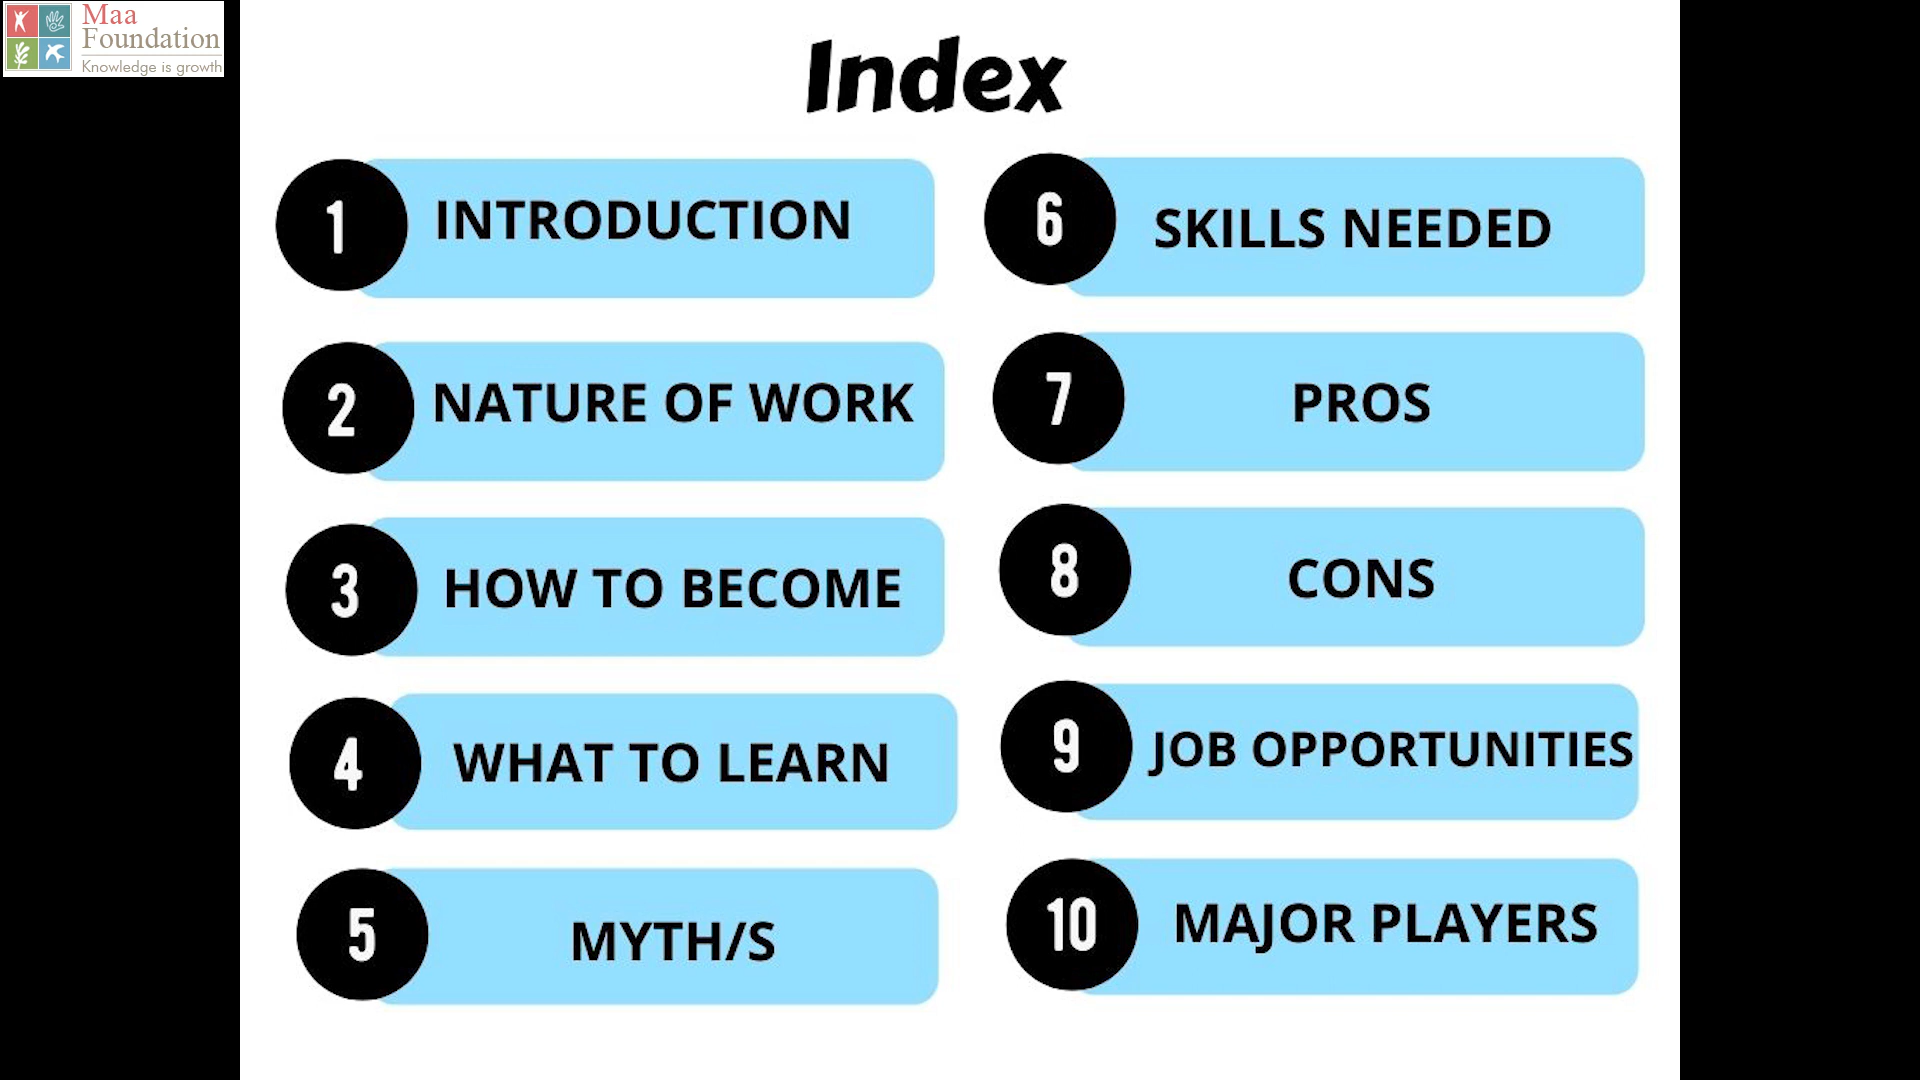 Maa
Foundation
Knowledge is growth
Index
1 INTRODUCTION
2 NATURE OF WORK
3 HOW TO BECOME
4 WHAT TO LEARN
5 MYTH/S
6 SKILLS NEEDED
7 PROS
8 CONS
9 JOB OPPORTUNITIES
10 MAJOR PLAYERS